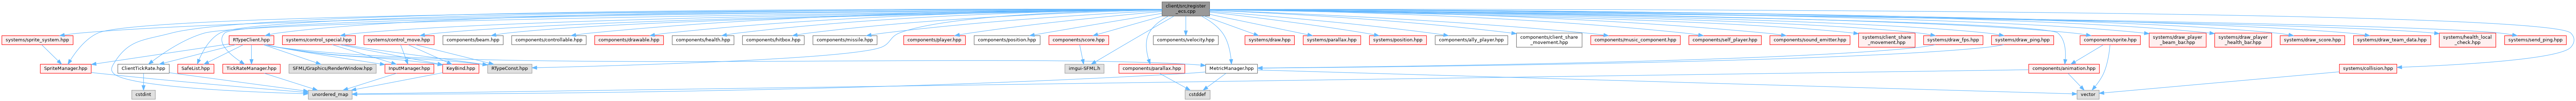 client/src/register
_ecs.cpp
systems/sprite_system.hpp
RTypeClient.hpp
systems/control_special.hpp
systems/control_move.hpp
components/beam.hpp
components/controllable.hpp
components/drawable.hpp
components/health.hpp
components/hitbox.hpp
components/missile.hpp
components/player.hpp
components/position.hpp
components/score.hpp
components/velocity.hpp
systems/draw.hpp
systems/parallax.hpp
systems/position.hpp
components/ally_player.hpp
components/client_share
_movement.hpp
components/music_component.hpp
components/self_player.hpp
components/sound_emitter.hpp
systems/client_share
_movement.hpp
systems/draw_fps.hpp
systems/draw_ping.hpp
components/sprite.hpp
systems/draw_player
_beam_bar.hpp
systems/draw_player
_health_bar.hpp
systems/draw_score.hpp
systems/draw_team_data.hpp
systems/health_local
_check.hpp
systems/send_ping.hpp
SpriteManager.hpp
ClientTickRate.hpp
SafeList.hpp
TickRateManager.hpp
SFML/Graphics/RenderWindow.hpp
InputManager.hpp
KeyBind.hpp
RTypeConst.hpp
imgui-SFML.h
components/parallax.hpp
MetricManager.hpp
components/animation.hpp
systems/collision.hpp
cstdint
unordered_map
cstddef
vector